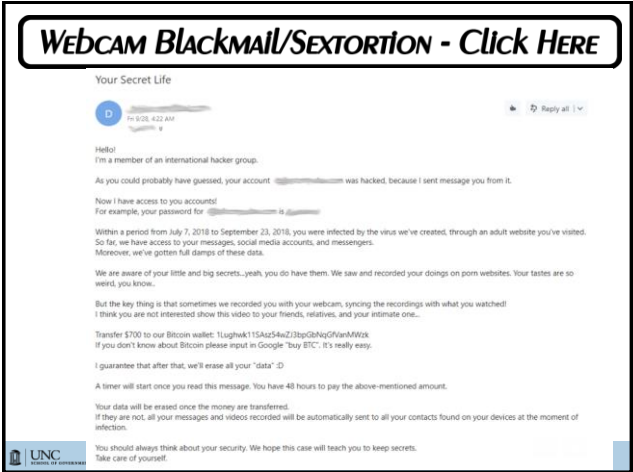 Webcam Blackmail/Sextortion - Click Here
Your Secret Life
D
Fri 9/28, 4:22 AM
Reply all
Hello!
I'm a member of an international hacker group.
As you could probably have guessed, your account was hacked, because I sent message you from it.
Now I have access to you accounts!
For example, your password for is
Within a period from July 7, 2018 to September 23, 2018, you were infected by the virus we've created, through an adult website you've visited.
So far, we have access to your messages, social media accounts, and messengers.
Moreover, we've gotten full damps of these data.
We are aware of your little and big secrets...yeah, you do have them. We saw and recorded your doings on porn websites. Your tastes are so
weird, you know..
But the key thing is that sometimes we recorded you with your webcam, syncing the recordings with what you watched!
I think you are not interested show this video to your friends, relatives, and your intimate one...
Transfer $700 to our Bitcoin wallet:
If you don't know about Bitcoin please input in Google "buy BTC". It's really easy.
I guarantee that after that, we'll erase all your "data" :D
A timer will start once you read this message. You have 48 hours to pay the above-mentioned amount.
Your data will be erased once the money are transferred.
If they are not, all your messages and videos recorded will be automatically sent to all your contacts found on your devices at the moment of
infection.
You should always think about your security. We hope this case will teach you to keep secrets.
Take care of yourself.
UNC